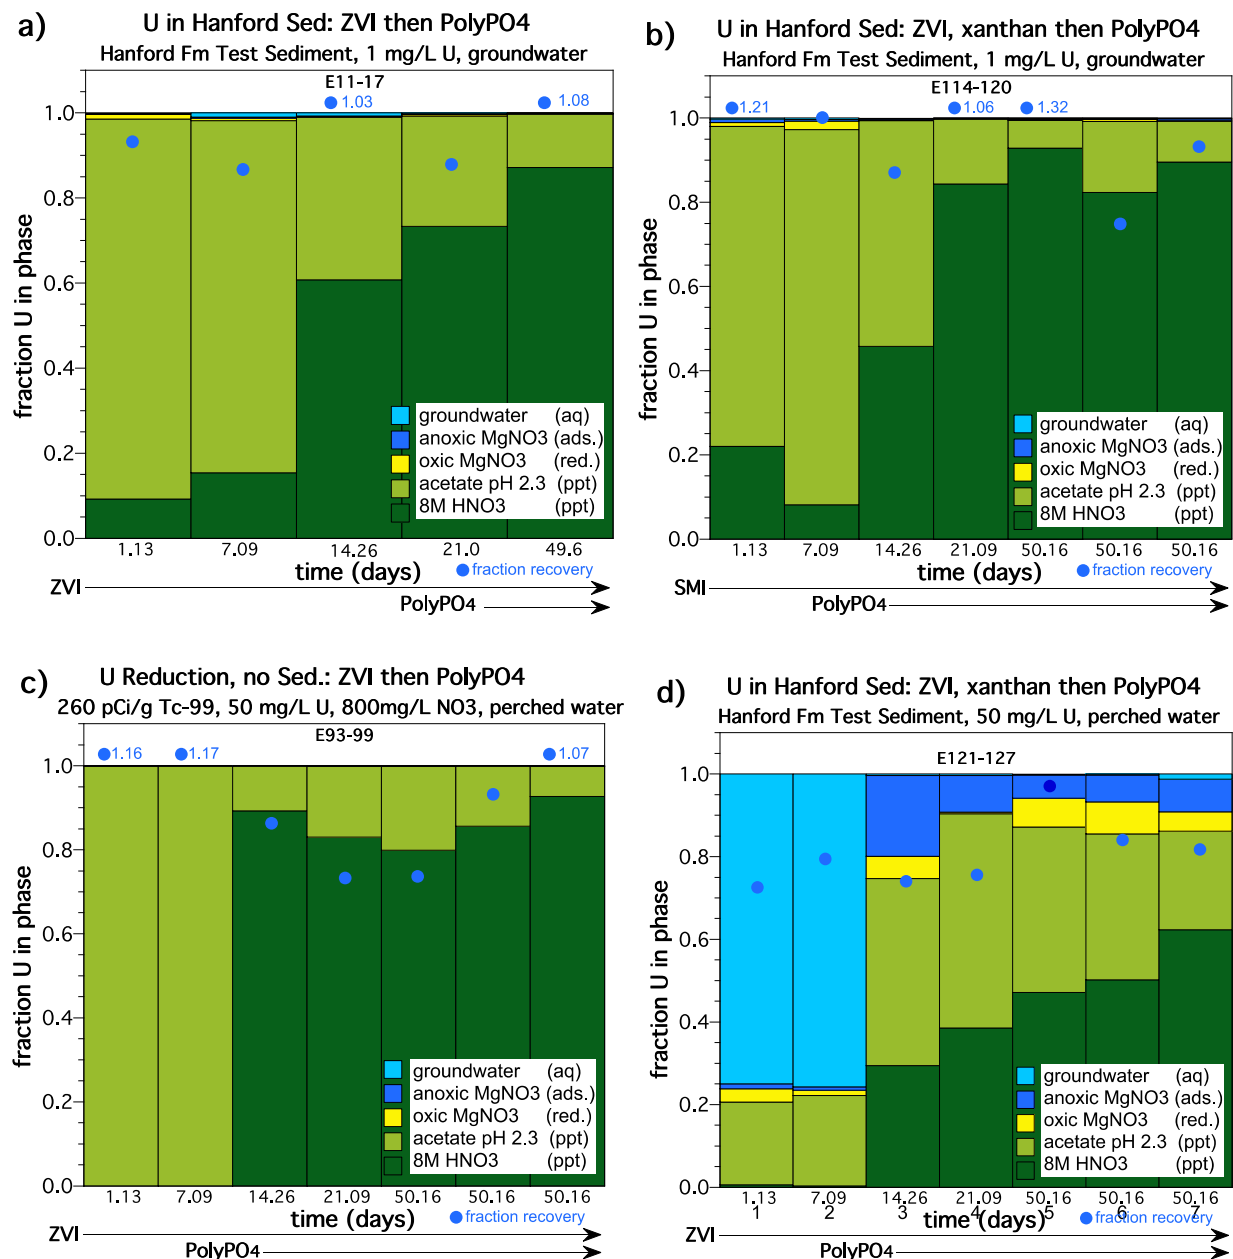 a)
U in Hanford Sed: ZVI then PolyPO4
Hanford Fm Test Sediment, 1 mg/L U, groundwater
E11-17
1.03
1.08
1.0
0.8
0.6
0.4
0.2
0.0
fraction U in phase
groundwater (aq)
anoxic MgNO3 (ads.)
oxic MgNO3 (red.)
acetate pH 2.3 (ppt)
8M HNO3 (ppt)
1.13 7.09 14.26 21.0 49.6
time (days)
fraction recovery
ZVI
PolyPO4
b)
U in Hanford Sed: ZVI, xanthan then PolyPO4
Hanford Fm Test Sediment, 1 mg/L U, groundwater
E114-120
1.21
1.06
1.32
1.0
0.8
0.6
0.4
0.2
0.0
fraction U in phase
groundwater (aq)
anoxic MgNO3 (ads.)
oxic MgNO3 (red.)
acetate pH 2.3 (ppt)
8M HNO3 (ppt)
1.13 7.09 14.26 21.09 50.16 50.16 50.16
time (days)
fraction recovery
SMI
PolyPO4
c)
U Reduction, no Sed.: ZVI then PolyPO4
260 pCi/g Tc-99, 50 mg/L U, 800mg/L NO3, perched water
E93-99
1.16
1.17
1.07
1.0
0.8
0.6
0.4
0.2
0.0
fraction U in phase
groundwater (aq)
anoxic MgNO3 (ads.)
oxic MgNO3 (red.)
acetate pH 2.3 (ppt)
8M HNO3 (ppt)
1.13 7.09 14.26 21.09 50.16 50.16 50.16
time (days)
fraction recovery
ZVI
PolyPO4
d)
U in Hanford Sed: ZVI, xanthan then PolyPO4
Hanford Fm Test Sediment, 50 mg/L U, perched water
E121-127
1.0
0.8
0.6
0.4
0.2
0.0
fraction U in phase
groundwater (aq)
anoxic MgNO3 (ads.)
oxic MgNO3 (red.)
acetate pH 2.3 (ppt)
8M HNO3 (ppt)
1.13 7.09 14.26 21.09 50.16 50.16 50.16
1 2 3 4 5 6 7
time (days)
fraction recovery
ZVI
PolyPO4